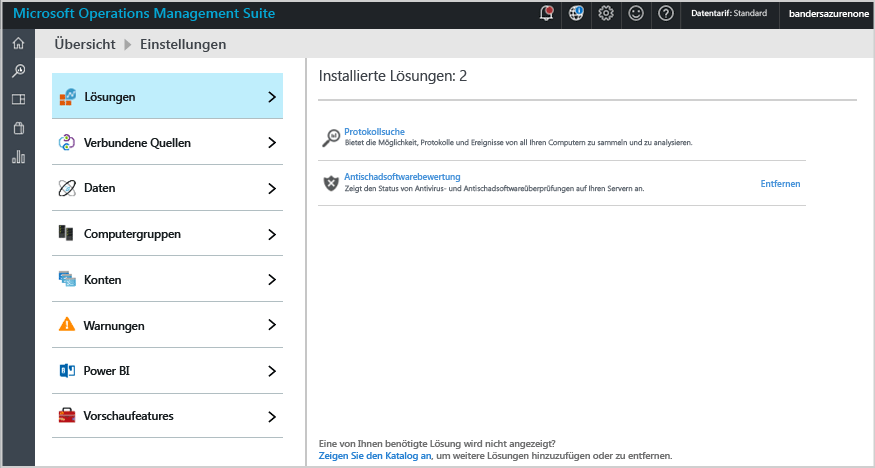 Microsoft Operations Management Suite
Datentarif: Standard
bandersazurenone
Übersicht Einstellungen
Lösungen
Verbundene Quellen
Daten
Computergruppen
Konten
Warnungen
Power BI
Vorschaufeatures
Installierte Lösungen: 2
Protokollsuche
Bietet die Möglichkeit, Protokolle und Ereignisse von all Ihren Computern zu sammeln und zu analysieren.
Antischadsoftwarebewertung
Zeigt den Status von Antivirus- und Antischadsoftwareüberprüfungen auf Ihren Servern an.
Entfernen
Eine von Ihnen benötigte Lösung wird nicht angezeigt?
Zeigen Sie den Katalog an, um weitere Lösungen hinzuzufügen oder zu entfernen.